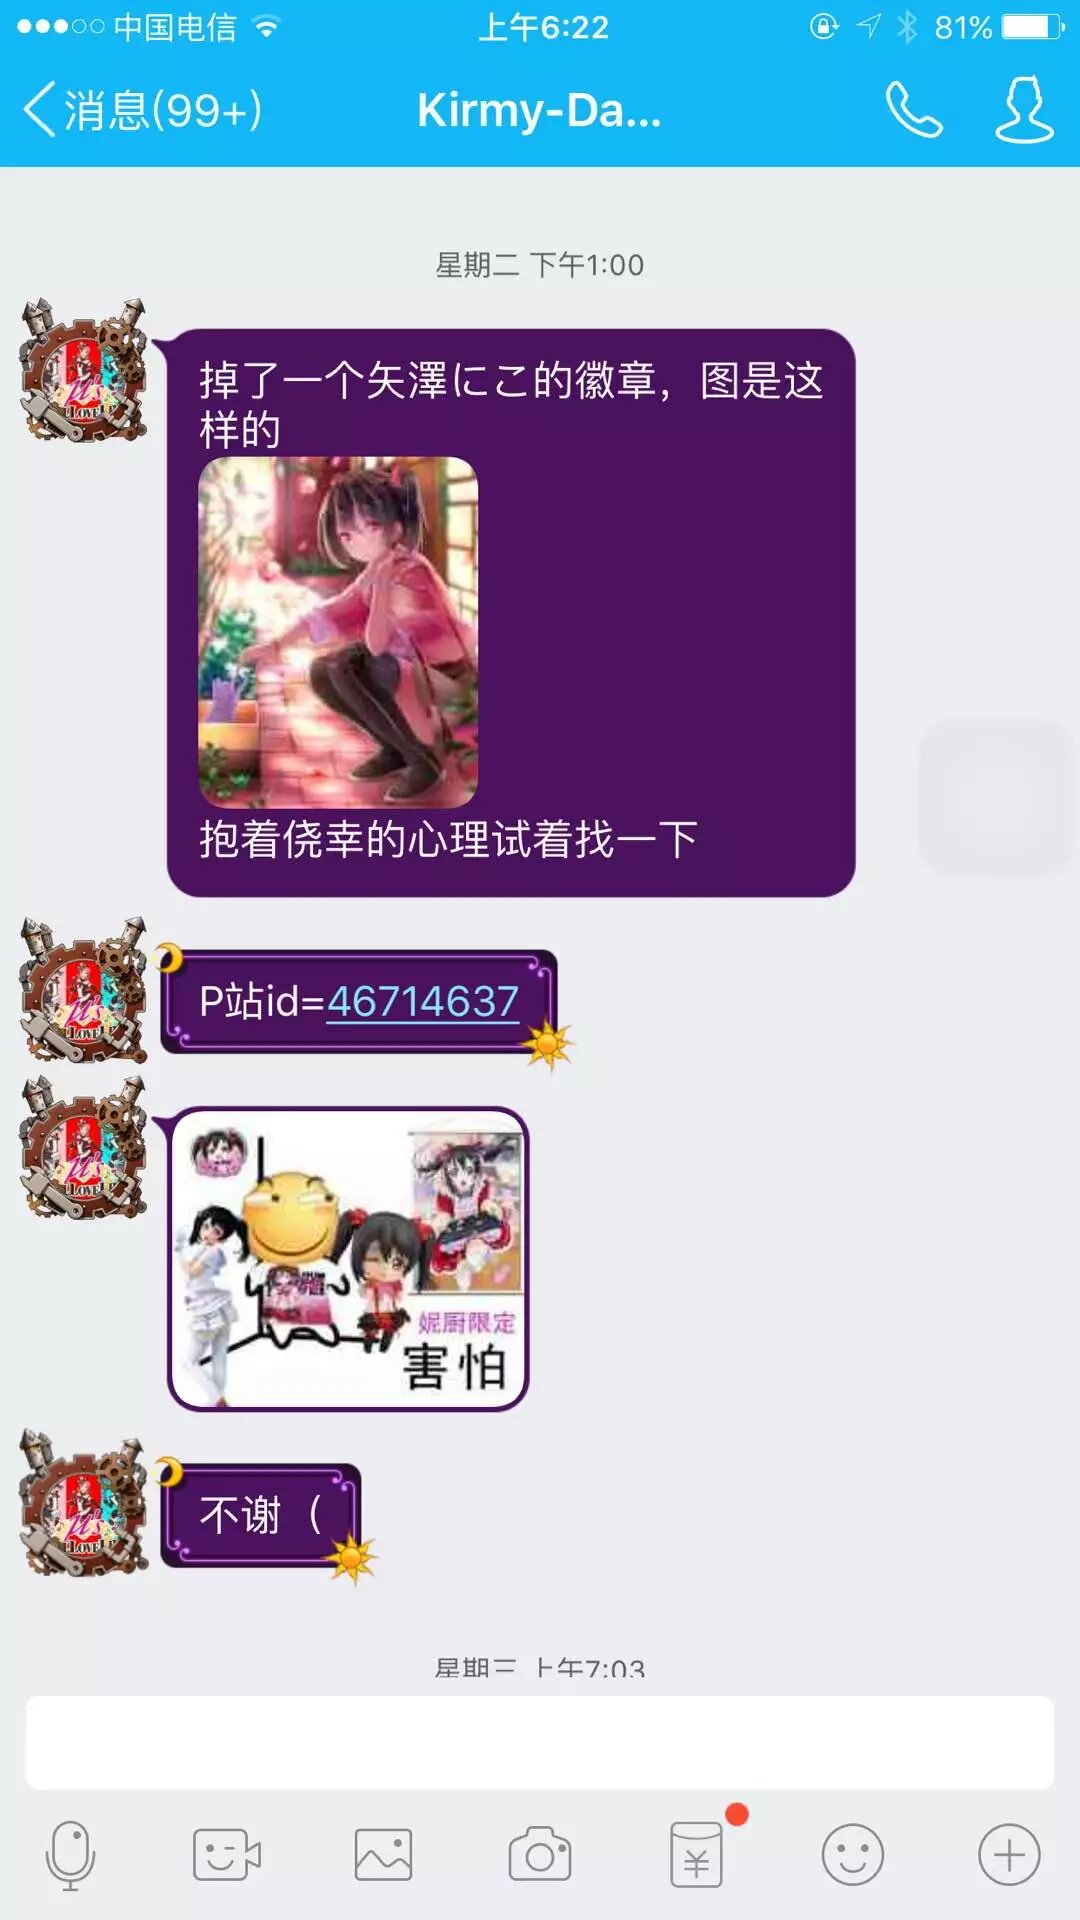 中国电信
上午6:22
81%
消息(99+)
Kirmy-Da...
星期二 下午1:00
掉了一个矢澤にこ的徽章，图是这
样的
抱着侥幸的心理试着找一下
P站id=46714637
妮厨限定
害怕
不谢（
星期三 上午7:03